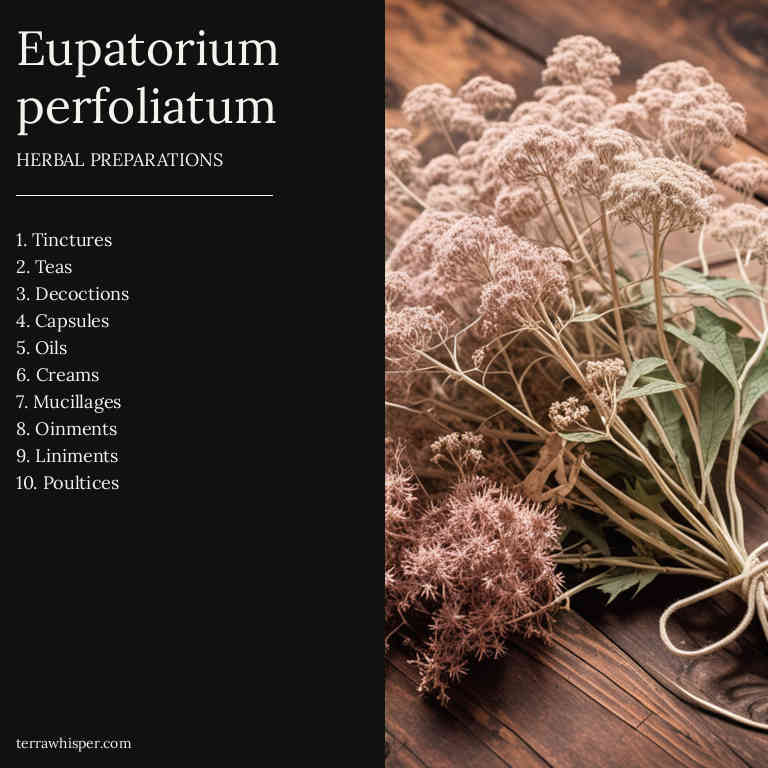 Eupatorium
perfoliatum
HERBAL PREPARATIONS
1. Tinctures
2. Teas
3. Decoctions
4. Capsules
5. Oils
6. Creams
7. Mucillages
8. Oinments
9. Liniments
10. Poultices
terrawhisper.com